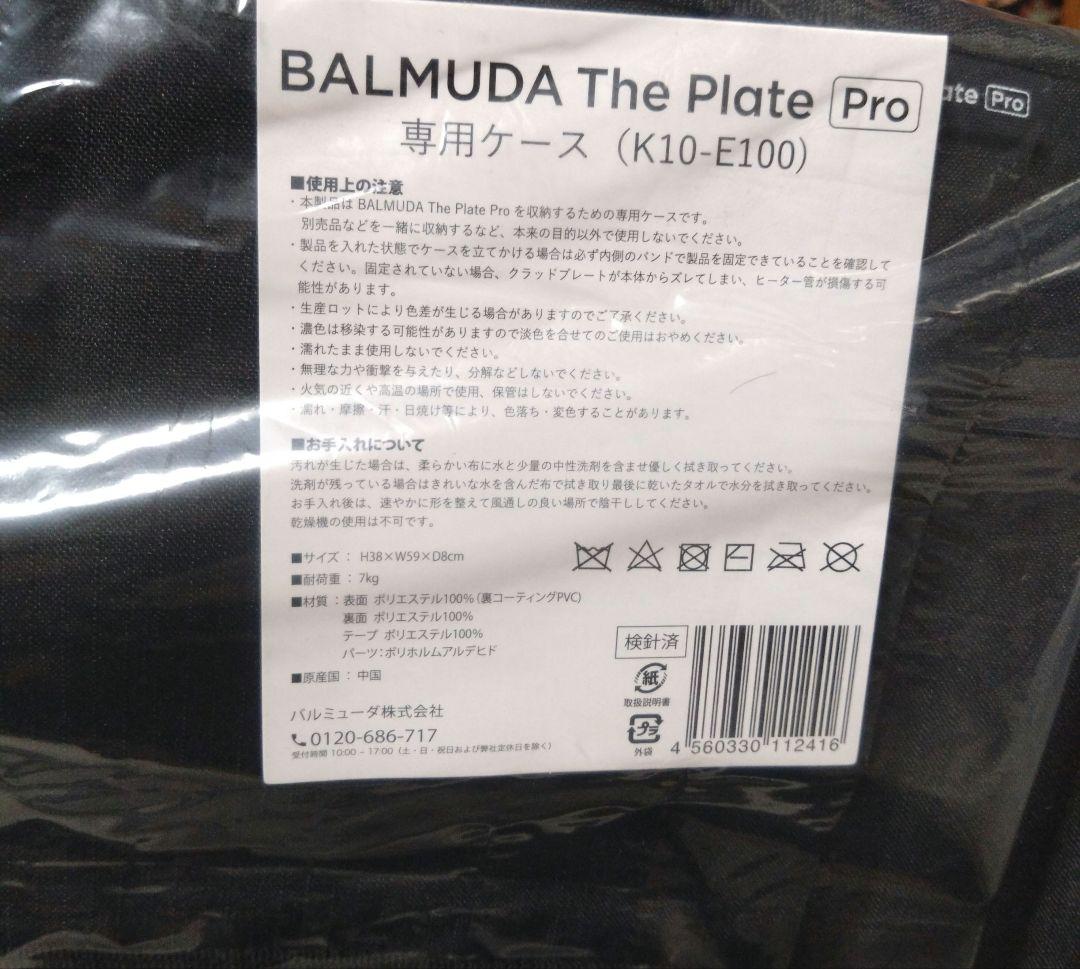 BALMUDA The Plate Pro
専用ケース（K10-E100）
ate Pro
■使用上の注意
・本製品は BALMUDA The Plate Pro を収納するための専用ケースです。
別売品などを一緒に収納するなど、本来の目的以外で使用しないでください。
・製品を入れた状態でケースを立てかける場合は必ず内側のバンドで製品を固定できていることを確認して
ください。固定されていない場合、クラッドプレートが本体からズレてしまい、ヒーター管が損傷する可
能性があります。
・生産ロットにより色差が生じる場合がありますのでご了承ください。
・濃色は移染する可能性がありますので淡色を合せてのご使用はおやめください。
・濡れたまま使用しないでください。
・無理な力や衝撃を与えたり、分解などしないでください。
・火気の近くや高温の場所で使用、保管はしないでください。
・濡れ・摩擦・汗・日焼け等により、色落ち・変色することがあります。
■お手入れについて
汚れが生じた場合は、柔らかい布に水と少量の中性洗剤を含ませ優しく拭き取ってください。
洗剤が残っている場合はきれいな水を含んだ布で拭き取り最後に乾いたタオルで水分を拭き取ってください。
お手入れ後は、速やかに形を整えて風通しの良い場所で陰干ししてください。
乾燥機の使用は不可です。
■サイズ： H38×W59×D8cm
■耐荷重：7kg
■材質：表面 ポリエステル100%（裏コーティングPVC）
裏面 ポリエステル100%
テープ ポリエステル100%
パーツ：ポリホルムアルデヒド
■原産国：中国
バルミューダ株式会社
0120-686-717
受付時間 10:00 – 17:00（土・日・祝日および弊社定休日を除く）
検針済
紙
取扱説明書
プラ
外袋
4 560330 112416